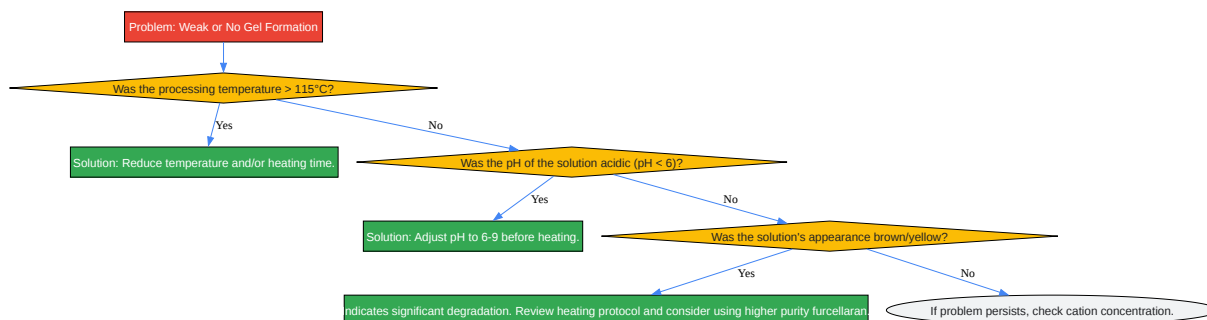 Problem: Weak or No Gel Formation
Was the processing temperature > 115°C?
Yes
No
Solution: Reduce temperature and/or heating time.
Was the pH of the solution acidic (pH < 6)?
Yes
No
Solution: Adjust pH to 6-9 before heating.
Was the solution's appearance brown/yellow?
Yes
No
ndicates significant degradation. Review heating protocol and consider using higher purity furcellaran.
If problem persists, check cation concentration.